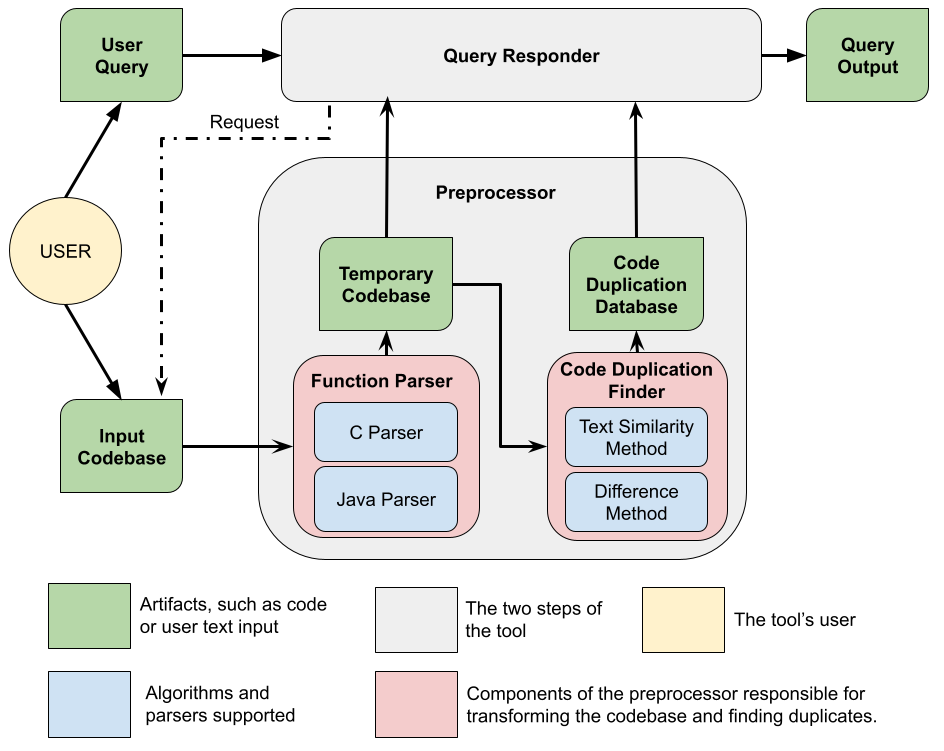 User
Query
Query Responder
Query
Output
Request
Preprocessor
USER
Temporary
Codebase
Code
Duplication
Database
Function Parser
C Parser
Java Parser
Code Duplication
Finder
Text Similarity
Method
Difference
Method
Input
Codebase
Artifacts, such as code
or user text input
The two steps of
the tool
The tool's user
Algorithms and
parsers supported
Components of the preprocessor responsible for
transforming the codebase and finding duplicates.